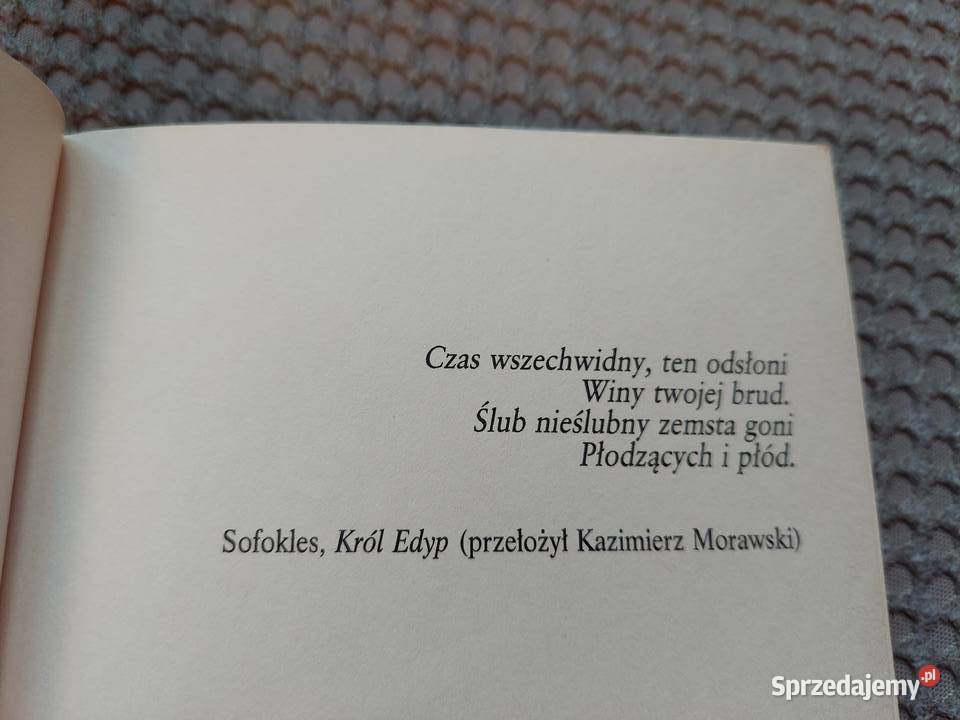 Czas wszechwidny, ten odsłoni
Winy twojej brud.
Ślub nieślubny zemsta goni
Płodzących i płód.
Sofokles, Król Edyp (przełożył Kazimierz Morawski)
Sprzedajemy.pl